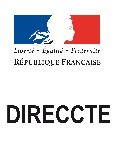 Liberté • Égalité • Fraternité
RÉPUBLIQUE FRANÇAISE
DIRECCTE